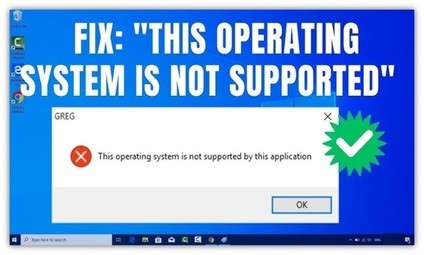 FIX: "THIS OPERATING
SYSTEM IS NOT SUPPORTED"
GREG
This operating system is not supported by this application
OK
Type here to search